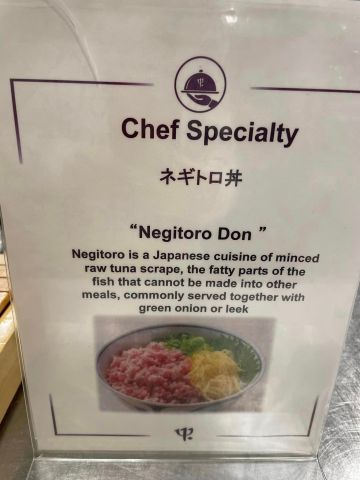 Chef Specialty
ネギトロ丼
“Negitoro Don ”
Negitoro is a Japanese cuisine of minced
raw tuna scrape, the fatty parts of the
fish that cannot be made into other
meals, commonly served together with
green onion or leek